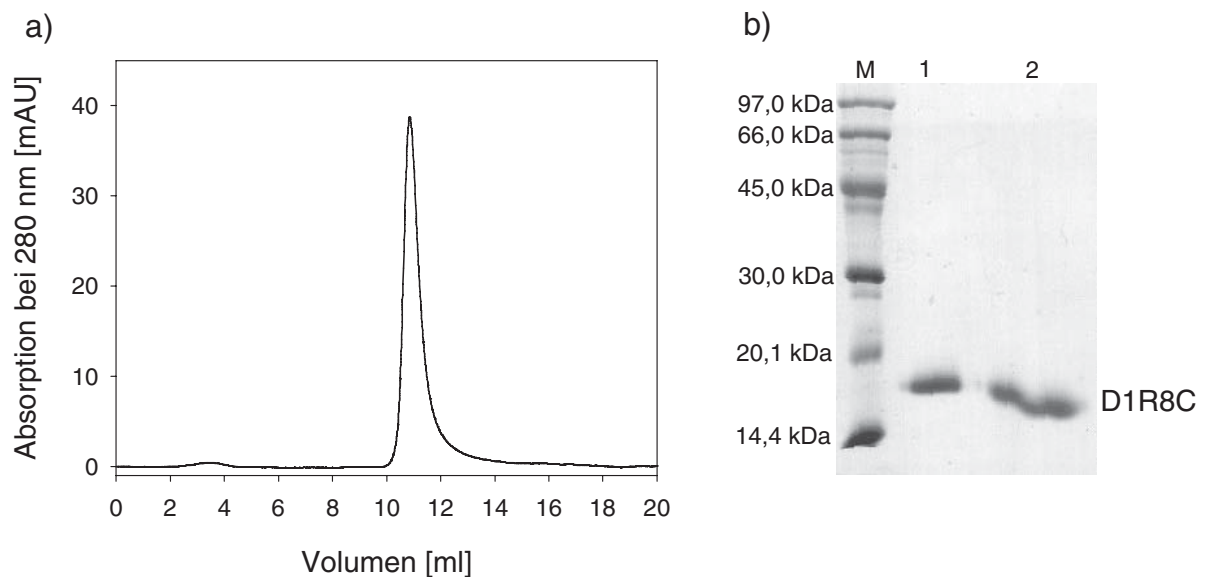 a)
Absorption bei 280 nm [mAU]
40
30
20
10
0
0 2 4 6 8 10 12 14 16 18 20
Volumen [ml]
b)
M 1 2
97,0 kDa
66,0 kDa
45,0 kDa
30,0 kDa
20,1 kDa
14,4 kDa
D1R8C